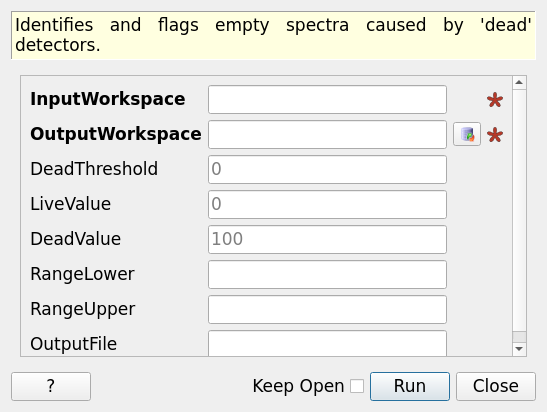 Identifies and flags empty spectra caused by 'dead'
detectors.
InputWorkspace
OutputWorkspace
DeadThreshold 0
LiveValue 0
DeadValue 100
RangeLower
RangeUpper
OutputFile
? Keep Open Run Close